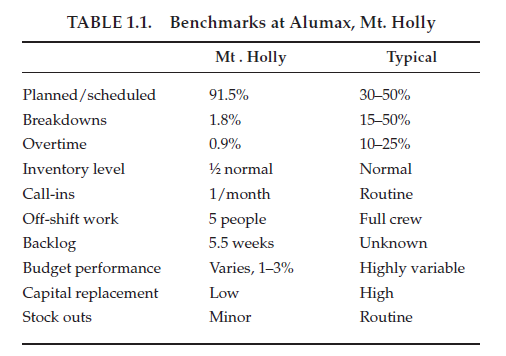 TABLE 1.1. Benchmarks at Alumax, Mt. Holly
Mt . Holly Typical
Planned/scheduled 91.5% 30–50%
Breakdowns 1.8% 15–50%
Overtime 0.9% 10–25%
Inventory level ½ normal Normal
Call-ins 1/month Routine
Off-shift work 5 people Full crew
Backlog 5.5 weeks Unknown
Budget performance Varies, 1–3% Highly variable
Capital replacement Low High
Stock outs Minor Routine